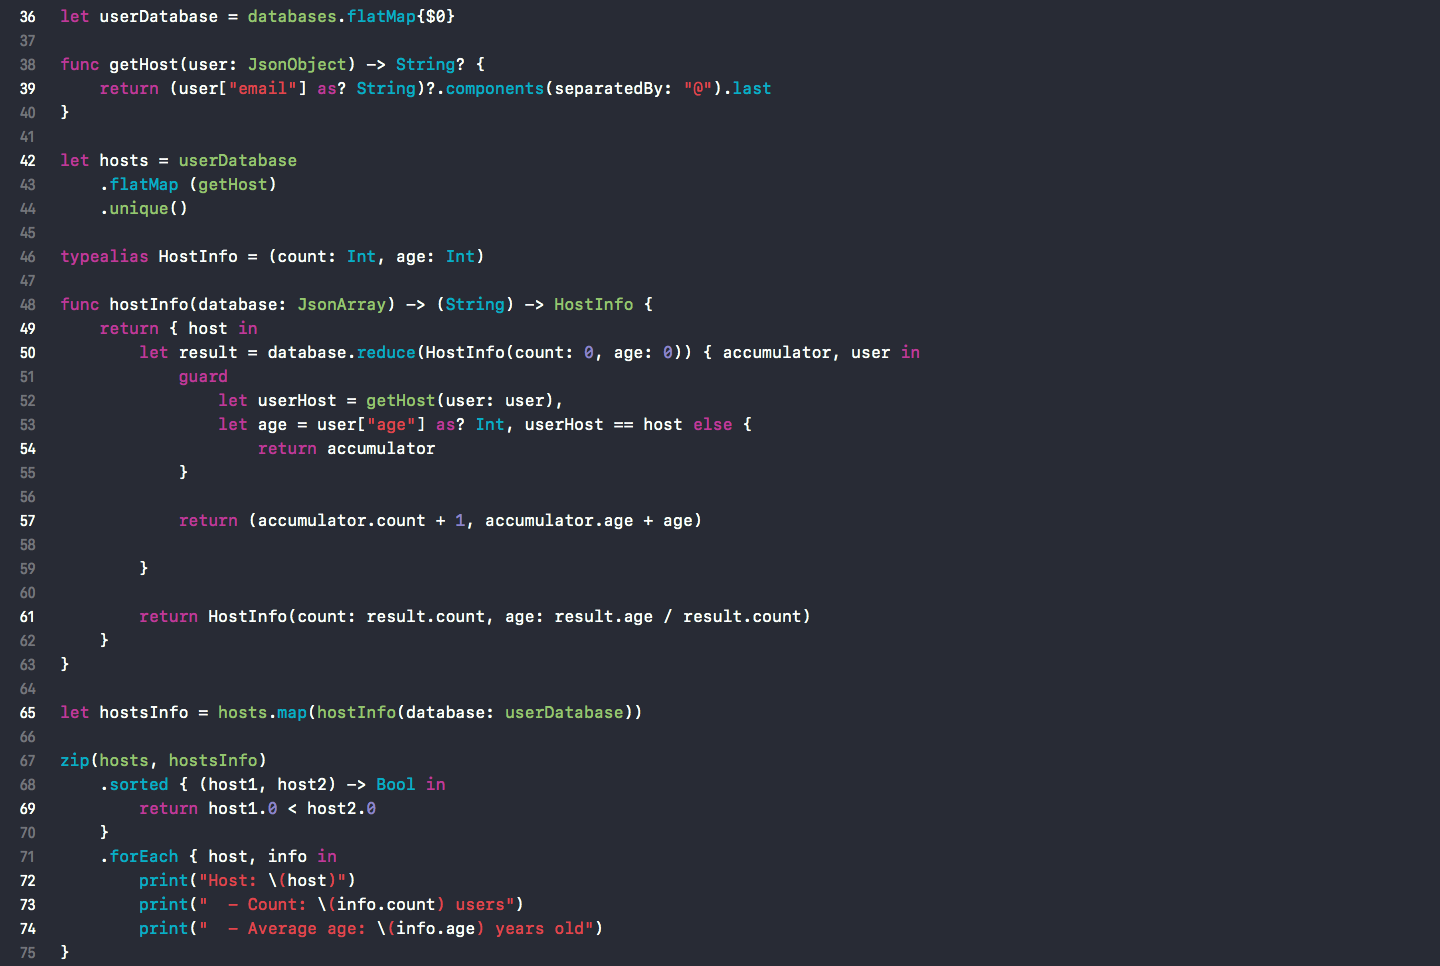 36 let userDatabase = databases.flatMap{$0}
37
38 func getHost(user: JsonObject) -> String? {
39     return (user["email"] as? String)?.components(separatedBy: "@").last
40 }
41
42 let hosts = userDatabase
43     .flatMap (getHost)
44     .unique()
45
46 typealias HostInfo = (count: Int, age: Int)
47
48 func hostInfo(database: JsonArray) -> (String) -> HostInfo {
49     return { host in
50         let result = database.reduce(HostInfo(count: 0, age: 0)) { accumulator, user in
51             guard
52                 let userHost = getHost(user: user),
53                 let age = user["age"] as? Int, userHost == host else {
54                     return accumulator
55             }
56
57             return (accumulator.count + 1, accumulator.age + age)
58
59         }
60
61         return HostInfo(count: result.count, age: result.age / result.count)
62     }
63 }
64
65 let hostsInfo = hosts.map(hostInfo(database: userDatabase))
66
67 zip(hosts, hostsInfo)
68     .sorted { (host1, host2) -> Bool in
69         return host1.0 < host2.0
70     }
71     .forEach { host, info in
72         print("Host: \(host)")
73         print("  - Count: \(info.count) users")
74         print("  - Average age: \(info.age) years old")
75 }